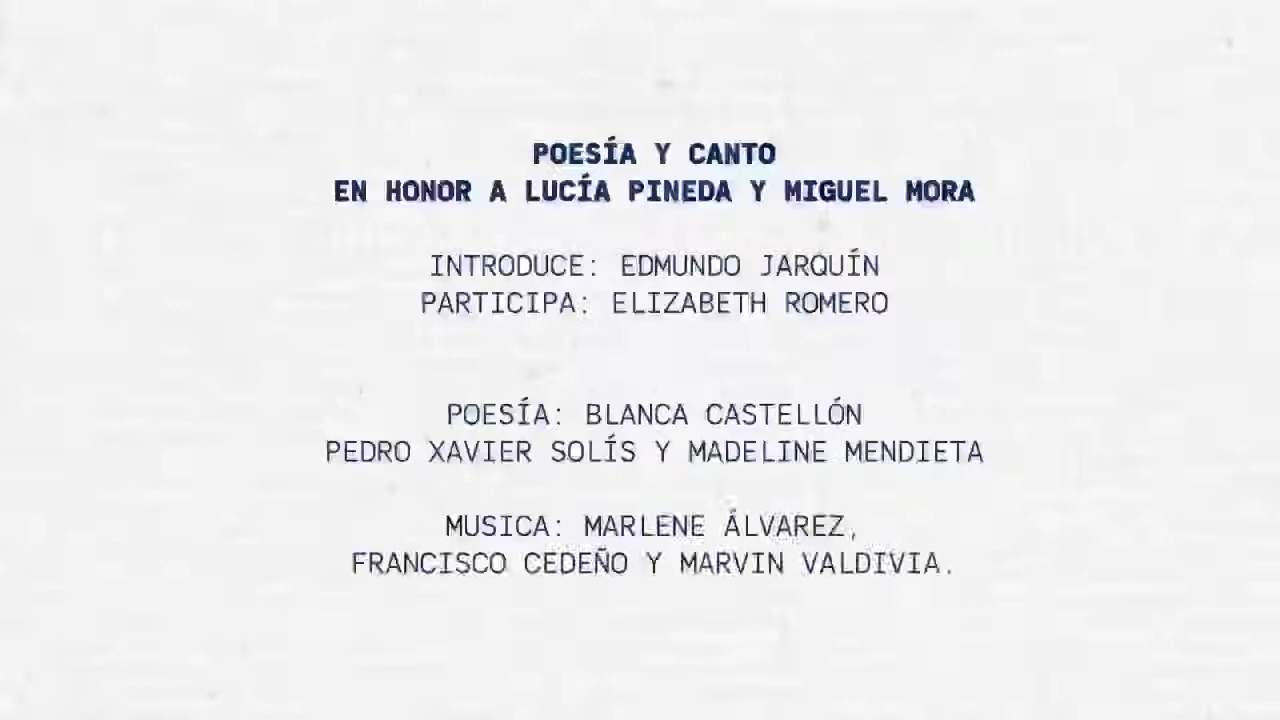 POESÍA Y CANTO
EN HONOR A LUCÍA PINEDA Y MIGUEL MORA
INTRODUCE: EDMUNDO JARQUÍN
PARTICIPA: ELIZABETH ROMERO
POESÍA: BLANCA CASTELLÓN
PEDRO XAVIER SOLÍS Y MADELINE MENDIETA
MUSICA: MARLENE ÁLVAREZ,
FRANCISCO CEDEÑO Y MARVIN VALDIVIA.